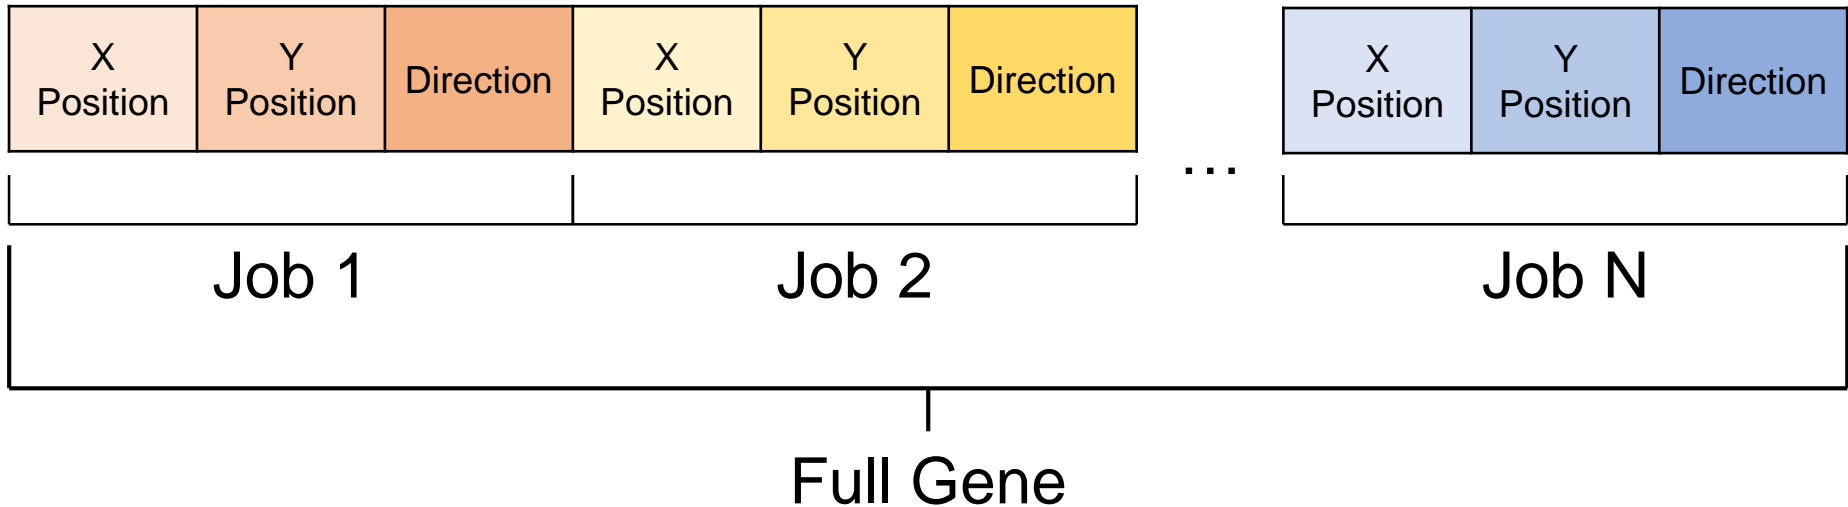 X
Position
Y
Position
Direction
X
Position
Y
Position
Direction
...
X
Position
Y
Position
Direction
Job 1
Job 2
Job N
Full Gene